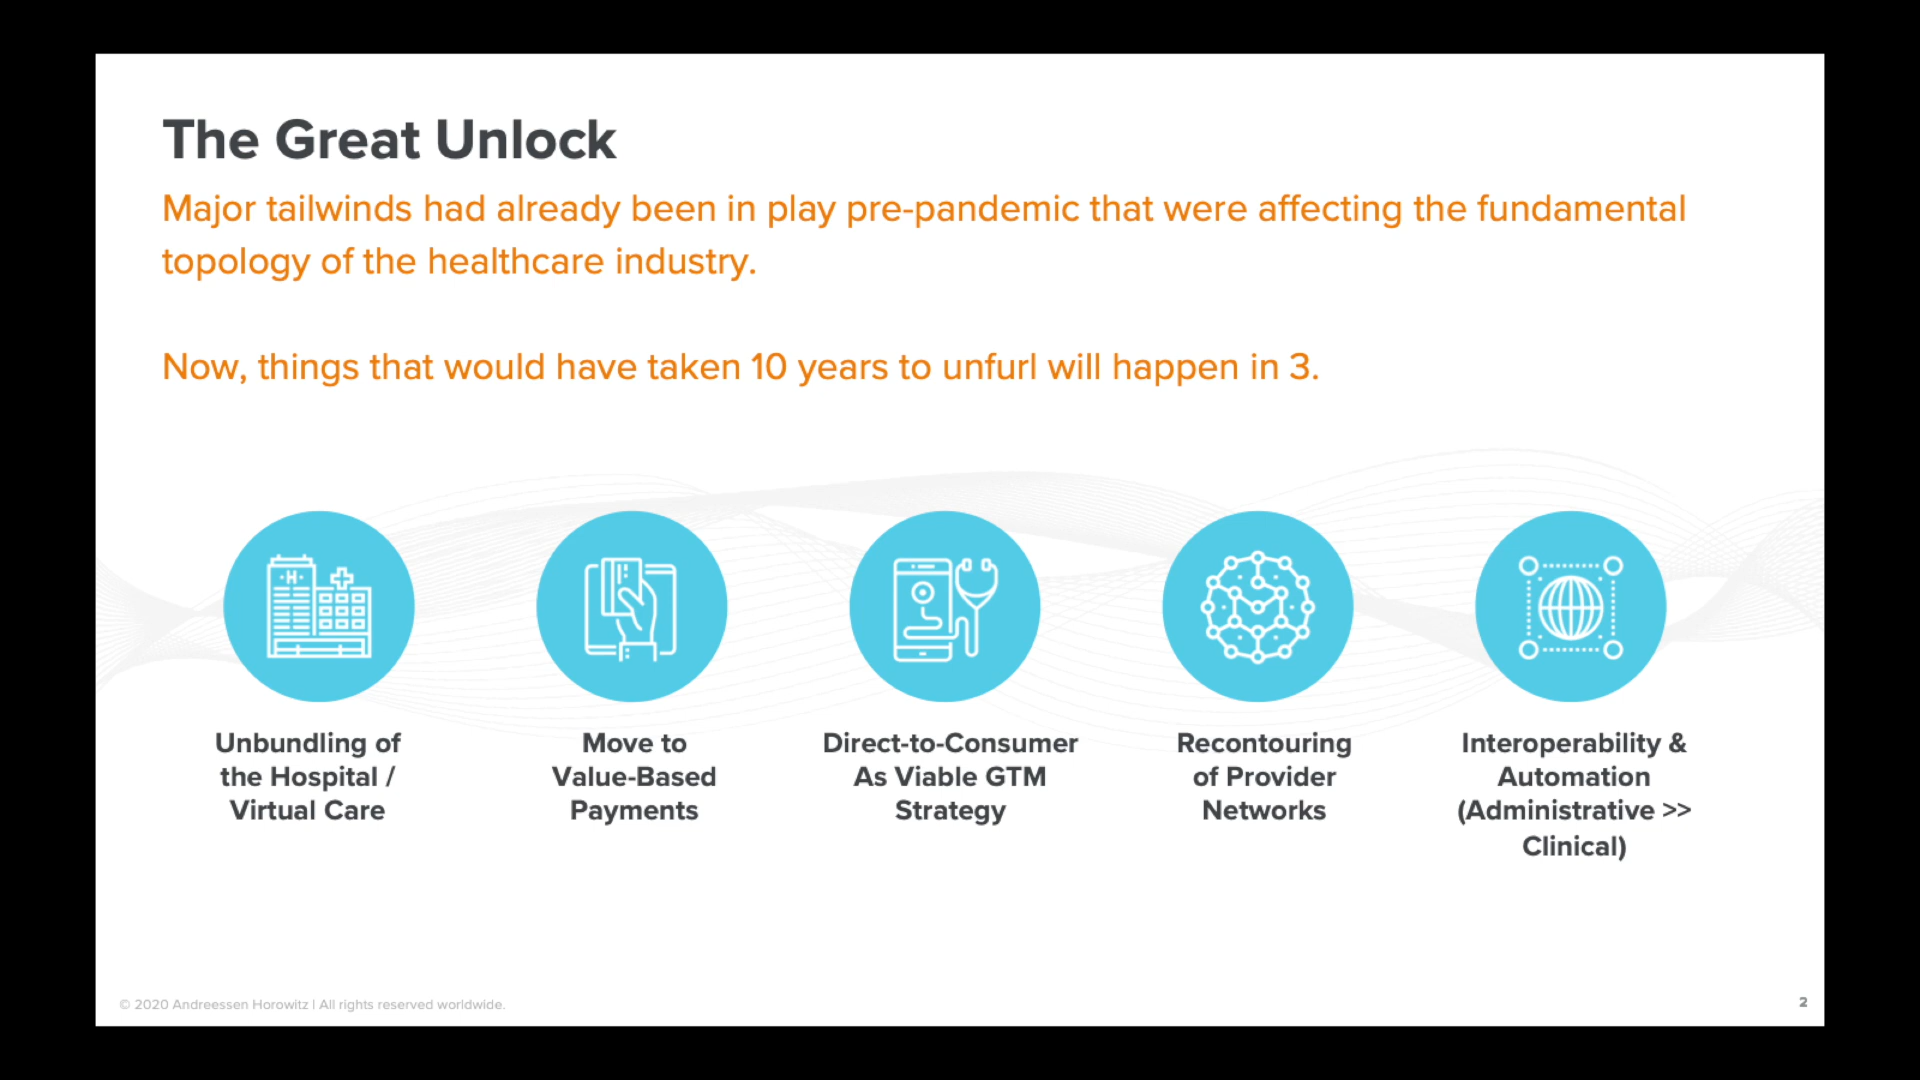 The Great Unlock
Major tailwinds had already been in play pre-pandemic that were affecting the fundamental
topology of the healthcare industry.
Now, things that would have taken 10 years to unfurl will happen in 3.
H
Unbundling of
the Hospital /
Virtual Care
Move to
Value-Based
Payments
Direct-to-Consumer
As Viable GTM
Strategy
Recontouring
of Provider
Networks
Interoperability &
Automation
(Administrative >>
Clinical)
© 2020 Andreessen Horowitz | All rights reserved worldwide.
2